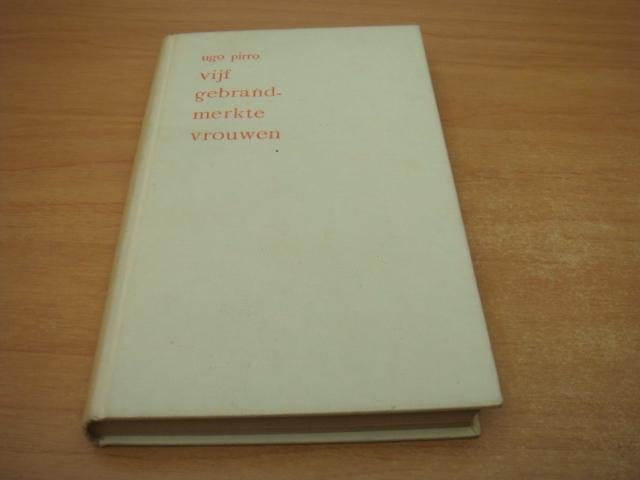 ugo pirro
vijf
gebrand-
merkte
vrouwen